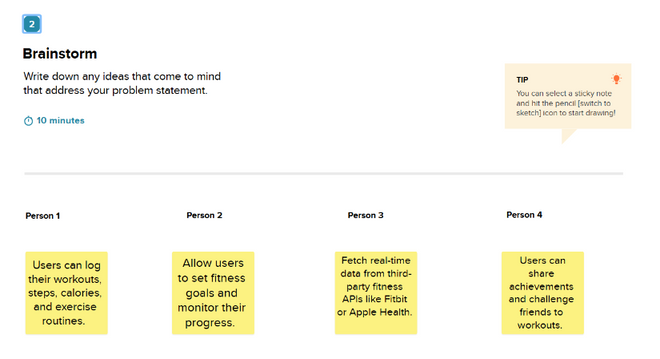 2
Brainstorm
Write down any ideas that come to mind
that address your problem statement.
10 minutes
TIP
You can select a sticky note
and hit the pencil [switch to
sketch] icon to start drawing!
Person 1
Person 2
Person 3
Person 4
Users can log
their workouts,
steps, calories,
and exercise
routines.
Allow users
to set fitness
goals and
monitor their
progress.
Fetch real-time
data from third-
party fitness
APIs like Fitbit
or Apple Health.
Users can
share
achievements
and challenge
friends to
workouts.